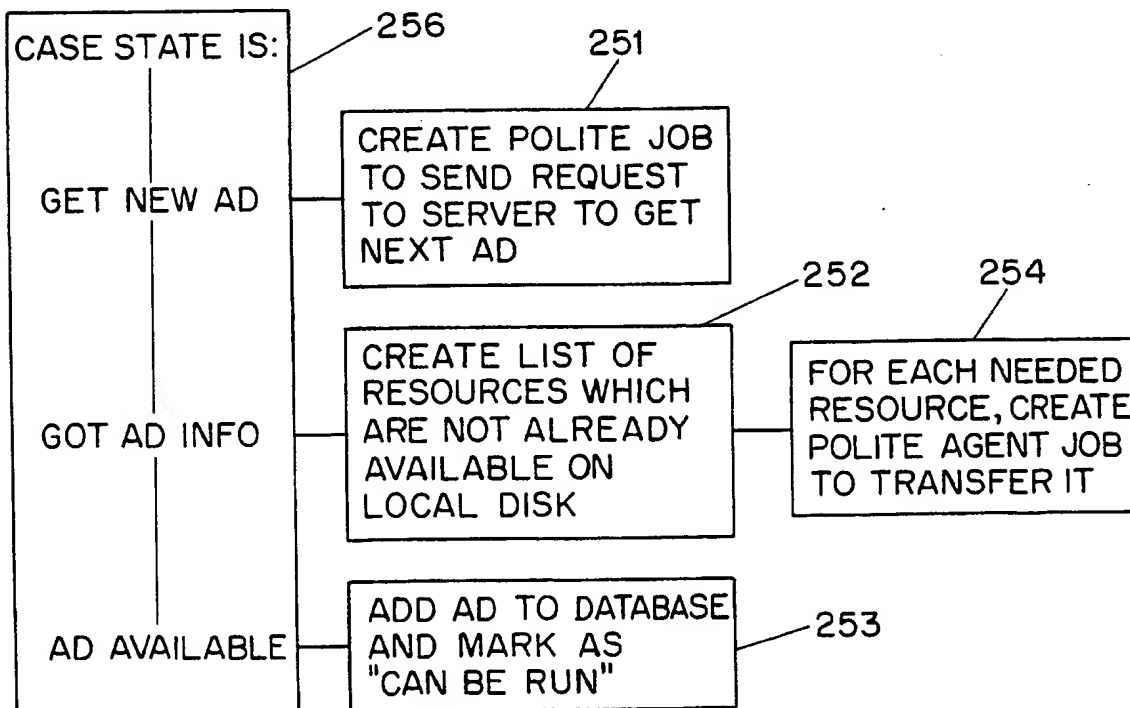 CASE STATE IS:
256
251
CREATE POLITE JOB
TO SEND REQUEST
TO SERVER TO GET
NEXT AD
GET NEW AD
252
254
CREATE LIST OF
RESOURCES WHICH
ARE NOT ALREADY
AVAILABLE ON
LOCAL DISK
FOR EACH NEEDED
RESOURCE, CREATE
POLITE AGENT JOB
TO TRANSFER IT
GOT AD INFO
ADD AD TO DATABASE
AND MARK AS
"CAN BE RUN"
253
AD AVAILABLE